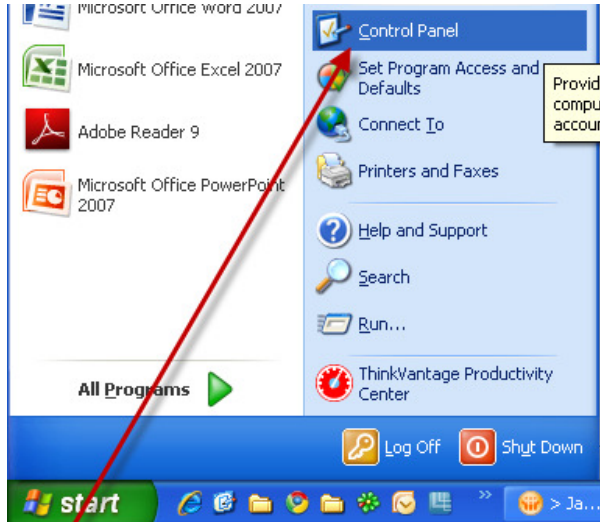 Microsoft Office Word 2007
Microsoft Office Excel 2007
Adobe Reader 9
Microsoft Office PowerPoint
2007
All Programs
Control Panel
Set Program Access and
Defaults
Connect To
Printers and Faxes
Help and Support
Search
Run...
ThinkVantage Productivity
Center
Provid
compu
accoun
Log Off
Shut Down
start
»
> Ja...